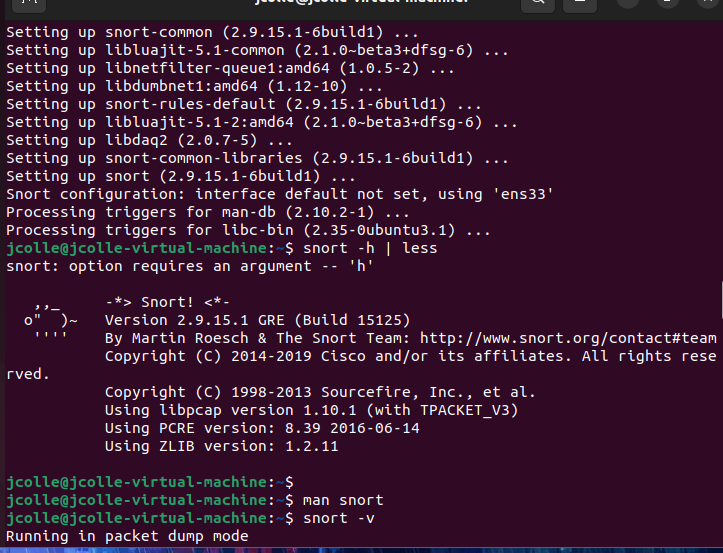 jcolle@jcolle-virtual-machine:
Setting up snort-common (2.9.15.1-6build1) ...
Setting up libluajit-5.1-common (2.1.0~beta3+dfsg-6) ...
Setting up libnetfilter-queue1:amd64 (1.0.5-2) ...
Setting up libdumbnet1:amd64 (1.12-10) ...
Setting up snort-rules-default (2.9.15.1-6build1) ...
Setting up libluajit-5.1-2:amd64 (2.1.0~beta3+dfsg-6) ...
Setting up libdaq2 (2.0.7-5) ...
Setting up snort-common-libraries (2.9.15.1-6build1) ...
Setting up snort (2.9.15.1-6build1) ...
Snort configuration: interface default not set, using 'ens33'
Processing triggers for man-db (2.10.2-1) ...
Processing triggers for libc-bin (2.35-0ubuntu3.1) ...
jcolle@jcolle-virtual-machine:~$ snort -h | less
snort: option requires an argument -- 'h'
,,_ -*> Snort! <*-
o" )~ Version 2.9.15.1 GRE (Build 15125)
'''' By Martin Roesch & The Snort Team: http://www.snort.org/contact#team
Copyright (C) 2014-2019 Cisco and/or its affiliates. All rights rese
rved.
Copyright (C) 1998-2013 Sourcefire, Inc., et al.
Using libpcap version 1.10.1 (with TPACKET_V3)
Using PCRE version: 8.39 2016-06-14
Using ZLIB version: 1.2.11
jcolle@jcolle-virtual-machine:~$
jcolle@jcolle-virtual-machine:~$ man snort
jcolle@jcolle-virtual-machine:~$ snort -v
Running in packet dump mode